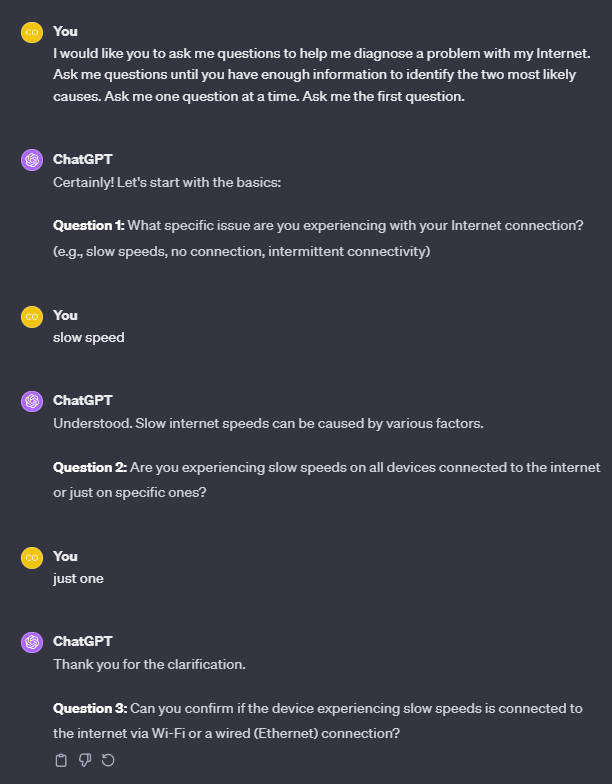 CO You
I would like you to ask me questions to help me diagnose a problem with my Internet.
Ask me questions until you have enough information to identify the two most likely
causes. Ask me one question at a time. Ask me the first question.
ChatGPT
Certainly! Let's start with the basics:
Question 1: What specific issue are you experiencing with your Internet connection?
(e.g., slow speeds, no connection, intermittent connectivity)
CO You
slow speed
ChatGPT
Understood. Slow internet speeds can be caused by various factors.
Question 2: Are you experiencing slow speeds on all devices connected to the internet
or just on specific ones?
CO You
just one
ChatGPT
Thank you for the clarification.
Question 3: Can you confirm if the device experiencing slow speeds is connected to
the internet via Wi-Fi or a wired (Ethernet) connection?